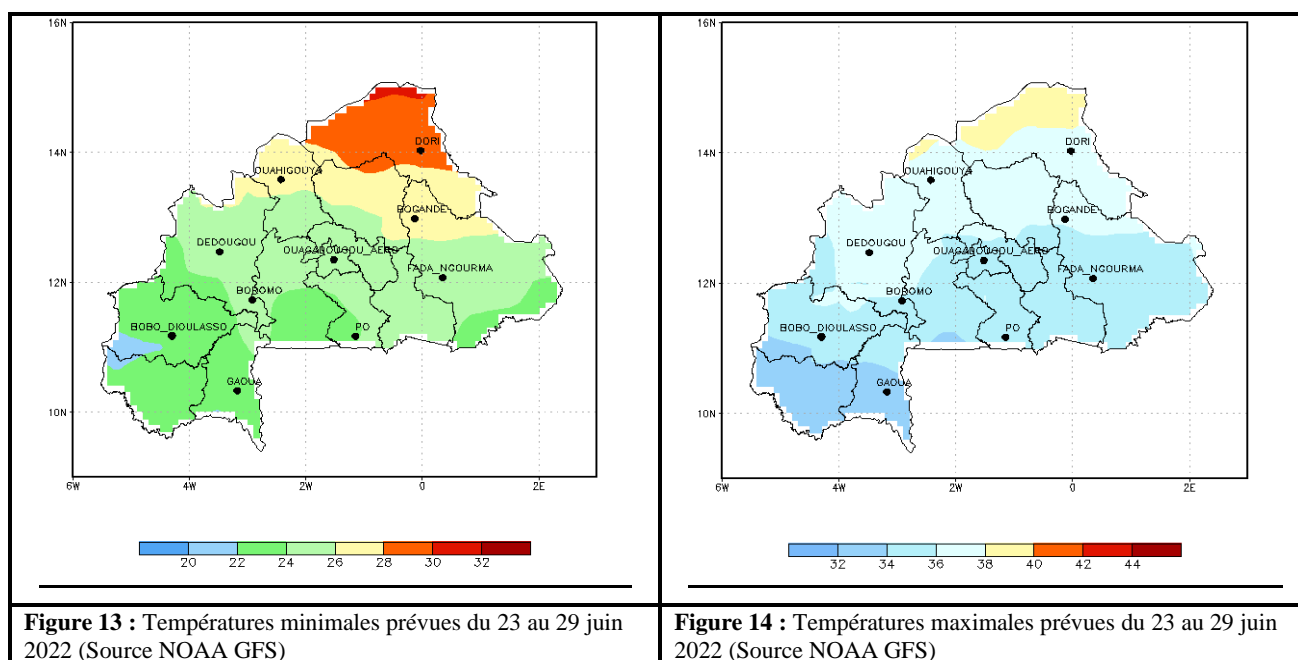 16N
14N
DORI
OUAHIGOUYA
BOGANDE
DEDOUGOU
OUAGADOUGOU_AERO
12N
FADA_NGOURMA
BOROMO
BOBO_DIOULASSO
PO
GAOUA
10N
6W 4W 2W 0 2E
20 22 24 26 28 30 32
Figure 13 : Températures minimales prévues du 23 au 29 juin
2022 (Source NOAA GFS)
16N
14N
DORI
OUAHIGOUYA
BOGANDE
DEDOUGOU
OUAGADOUGOU_AERO
12N
FADA_NGOURMA
BOROMO
BOBO_DIOULASSO
PO
GAOUA
10N
6W 4W 2W 0 2E
32 34 36 38 40 42 44
Figure 14 : Températures maximales prévues du 23 au 29 juin
2022 (Source NOAA GFS)